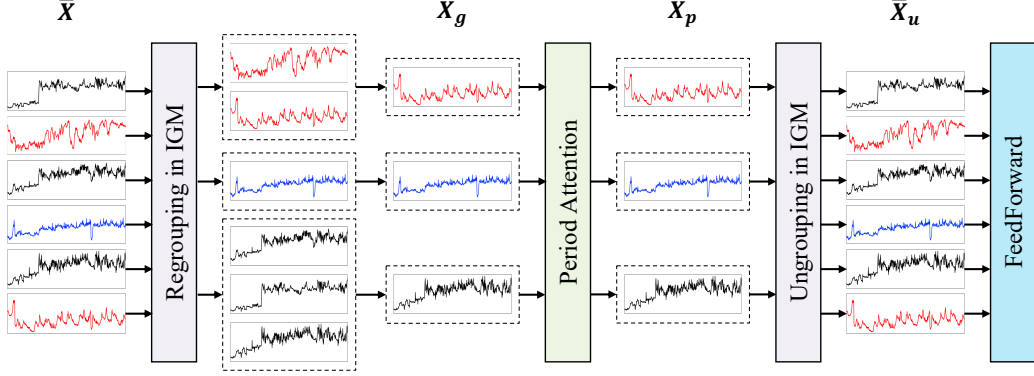 X̅
X_g
X_p
X̅_u
Regrouping in IGM
Period Attention
Ungrouping in IGM
FeedForward